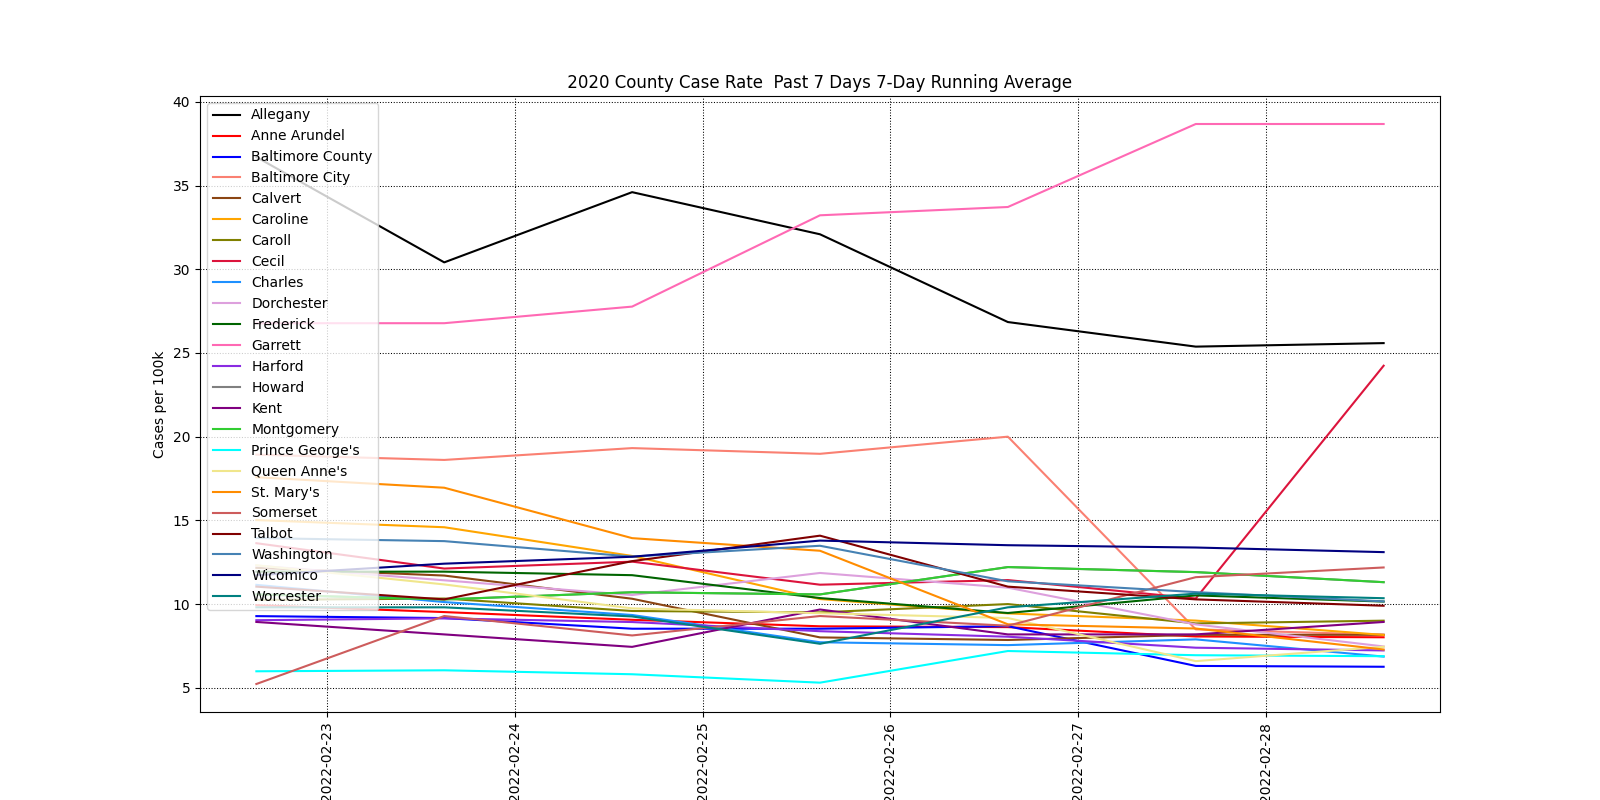 2020 County Case Rate  Past 7 Days 7-Day Running Average
Cases per 100k
40
35
30
25
20
15
10
5
Allegany
Anne Arundel
Baltimore County
Baltimore City
Calvert
Caroline
Caroll
Cecil
Charles
Dorchester
Frederick
Garrett
Harford
Howard
Kent
Montgomery
Prince George's
Queen Anne's
St. Mary's
Somerset
Talbot
Washington
Wicomico
Worcester
2022-02-23
2022-02-24
2022-02-25
2022-02-26
2022-02-27
2022-02-28